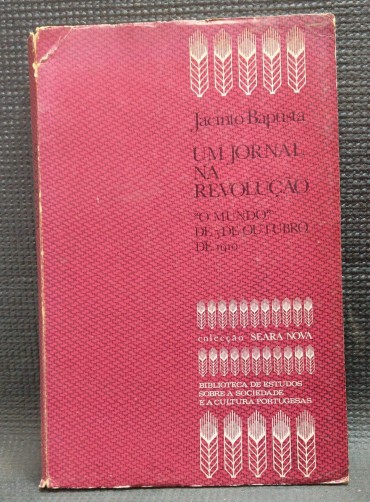 Jacinto Baptista
UM JORNAL
NA
REVOLUÇÃO
"O MUNDO"
DE 5 DE OUTUBRO
DE 1910
colecção SEARA NOVA
BIBLIOTECA DE ESTUDOS
SOBRE A SOCIEDADE
E A CULTURA PORTUGESAS